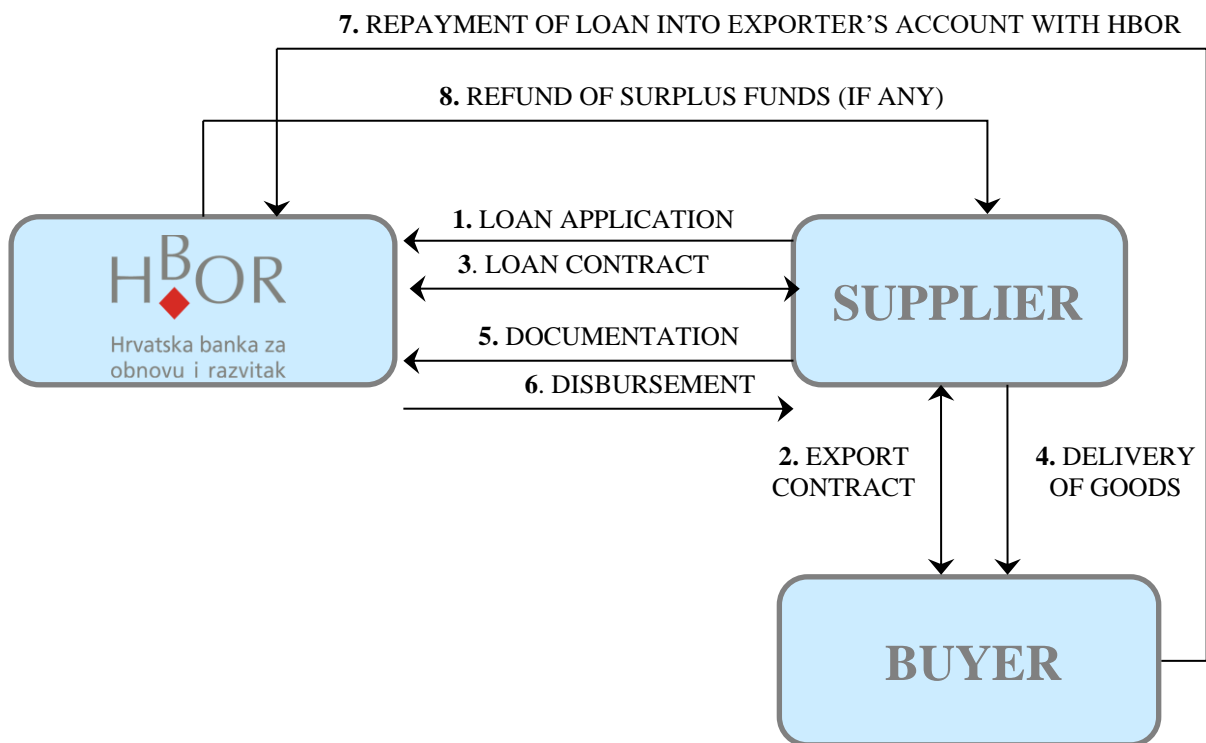 7. REPAYMENT OF LOAN INTO EXPORTER’S ACCOUNT WITH HBOR
8. REFUND OF SURPLUS FUNDS (IF ANY)
HBOR
Hrvatska banka za
obnovu i razvitak
1. LOAN APPLICATION
3. LOAN CONTRACT
5. DOCUMENTATION
6. DISBURSEMENT
SUPPLIER
2. EXPORT
CONTRACT
4. DELIVERY
OF GOODS
BUYER